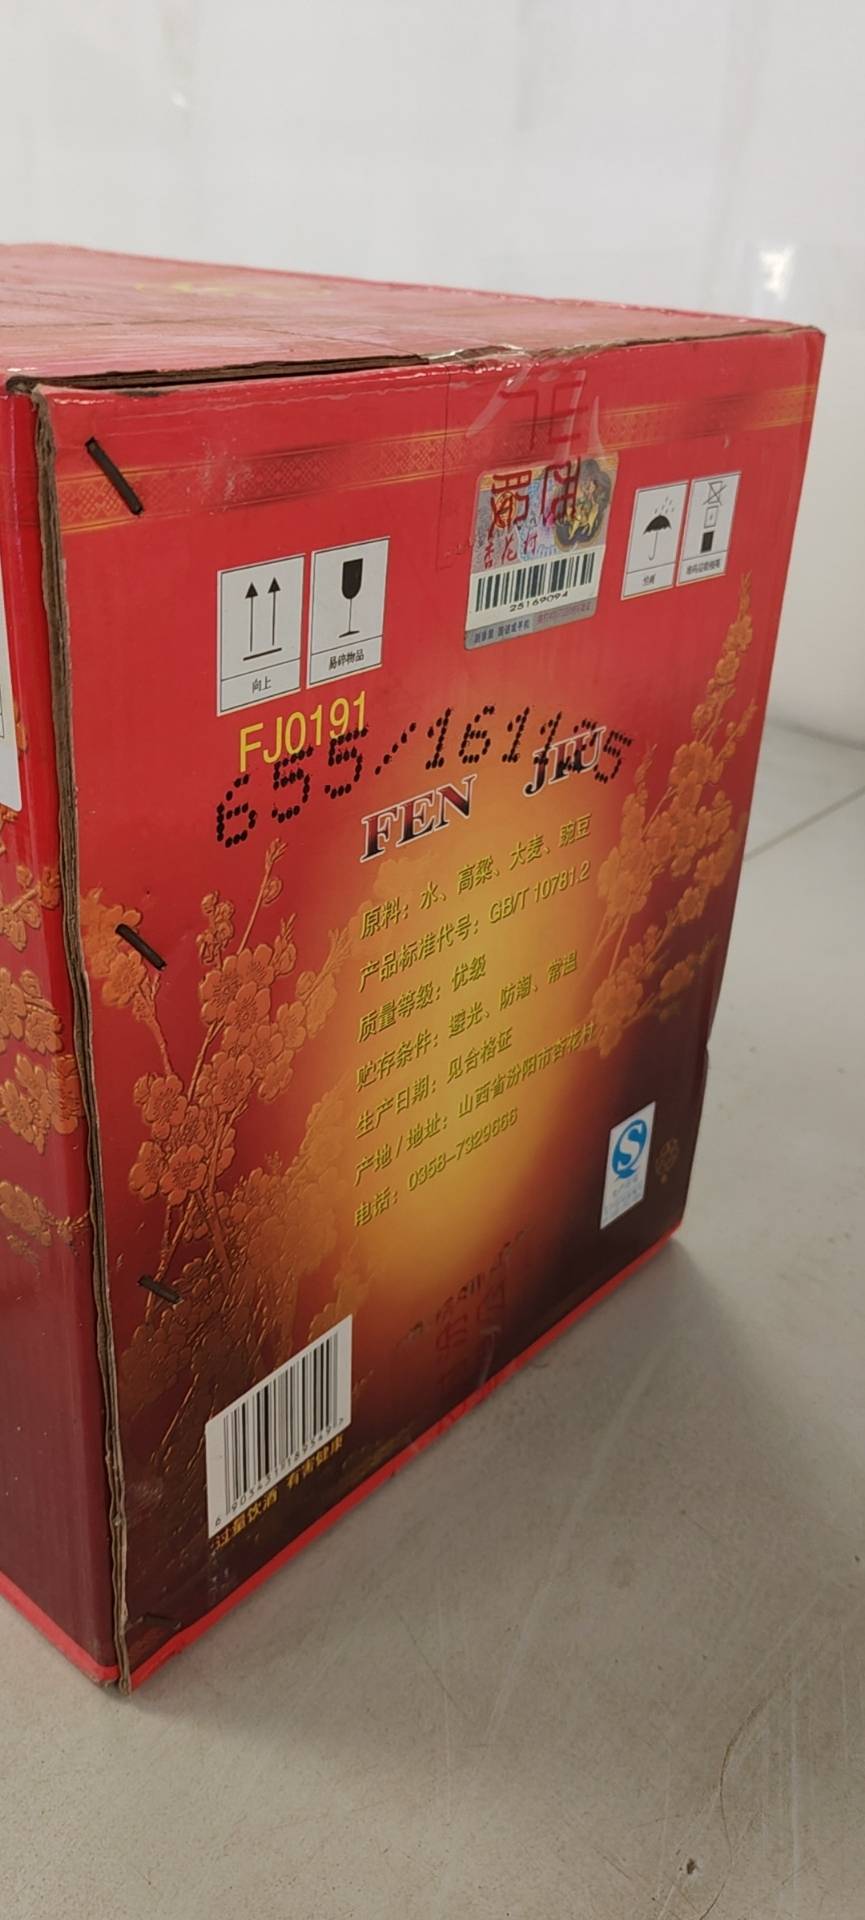 杏花村
25169094
向上
易碎物品
怕雨
FJ0191
655/161125
FEN JIU
原料：水、高粱、大麦、豌豆
产品标准代号：GB/T 10781.2
质量等级：优级
贮存条件：避光、防潮、常温
生产日期：见合格证
产地/地址：山西省汾阳市杏花村
电话：0358-7329666
过量饮酒 有害健康